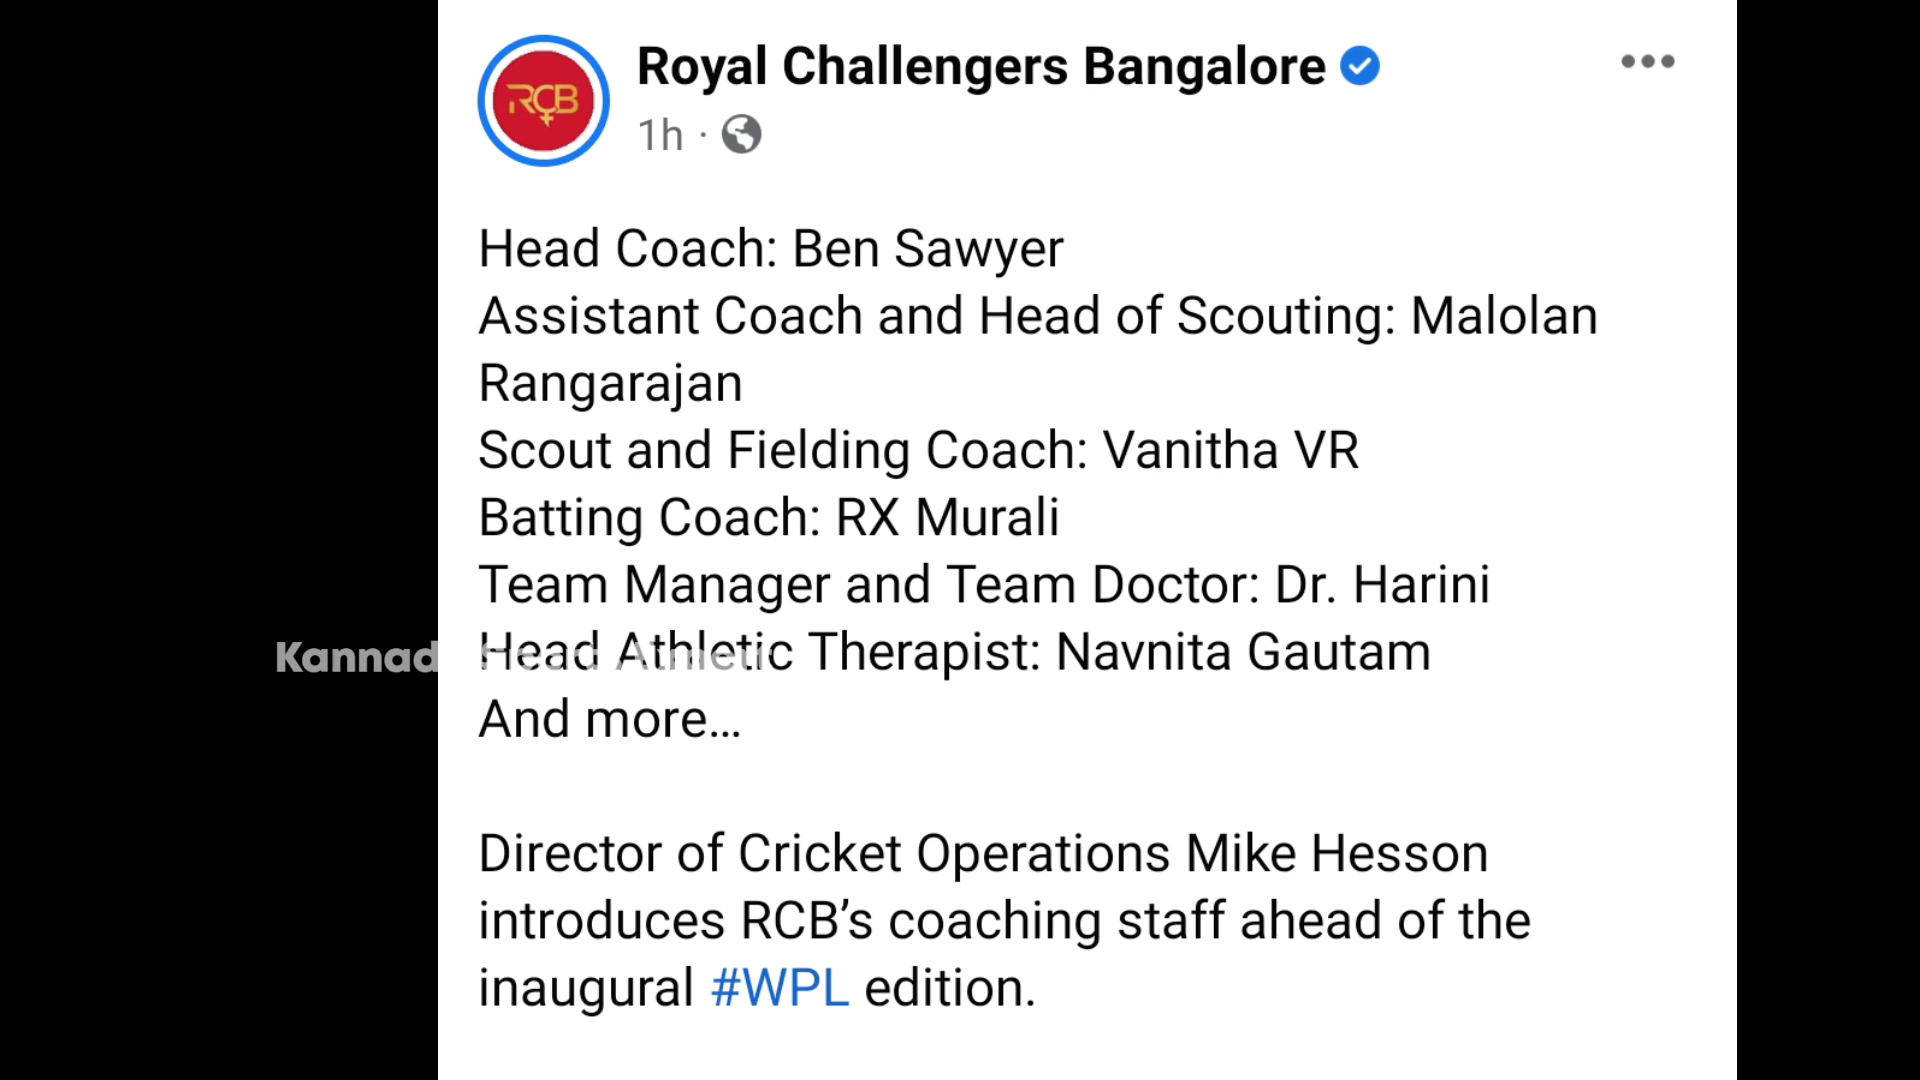 RCB
Royal Challengers Bangalore
1h ·
Head Coach: Ben Sawyer
Assistant Coach and Head of Scouting: Malolan
Rangarajan
Scout and Fielding Coach: Vanitha VR
Batting Coach: RX Murali
Team Manager and Team Doctor: Dr. Harini
Head Athletic Therapist: Navnita Gautam
And more...
Director of Cricket Operations Mike Hesson
introduces RCB’s coaching staff ahead of the
inaugural #WPL edition.